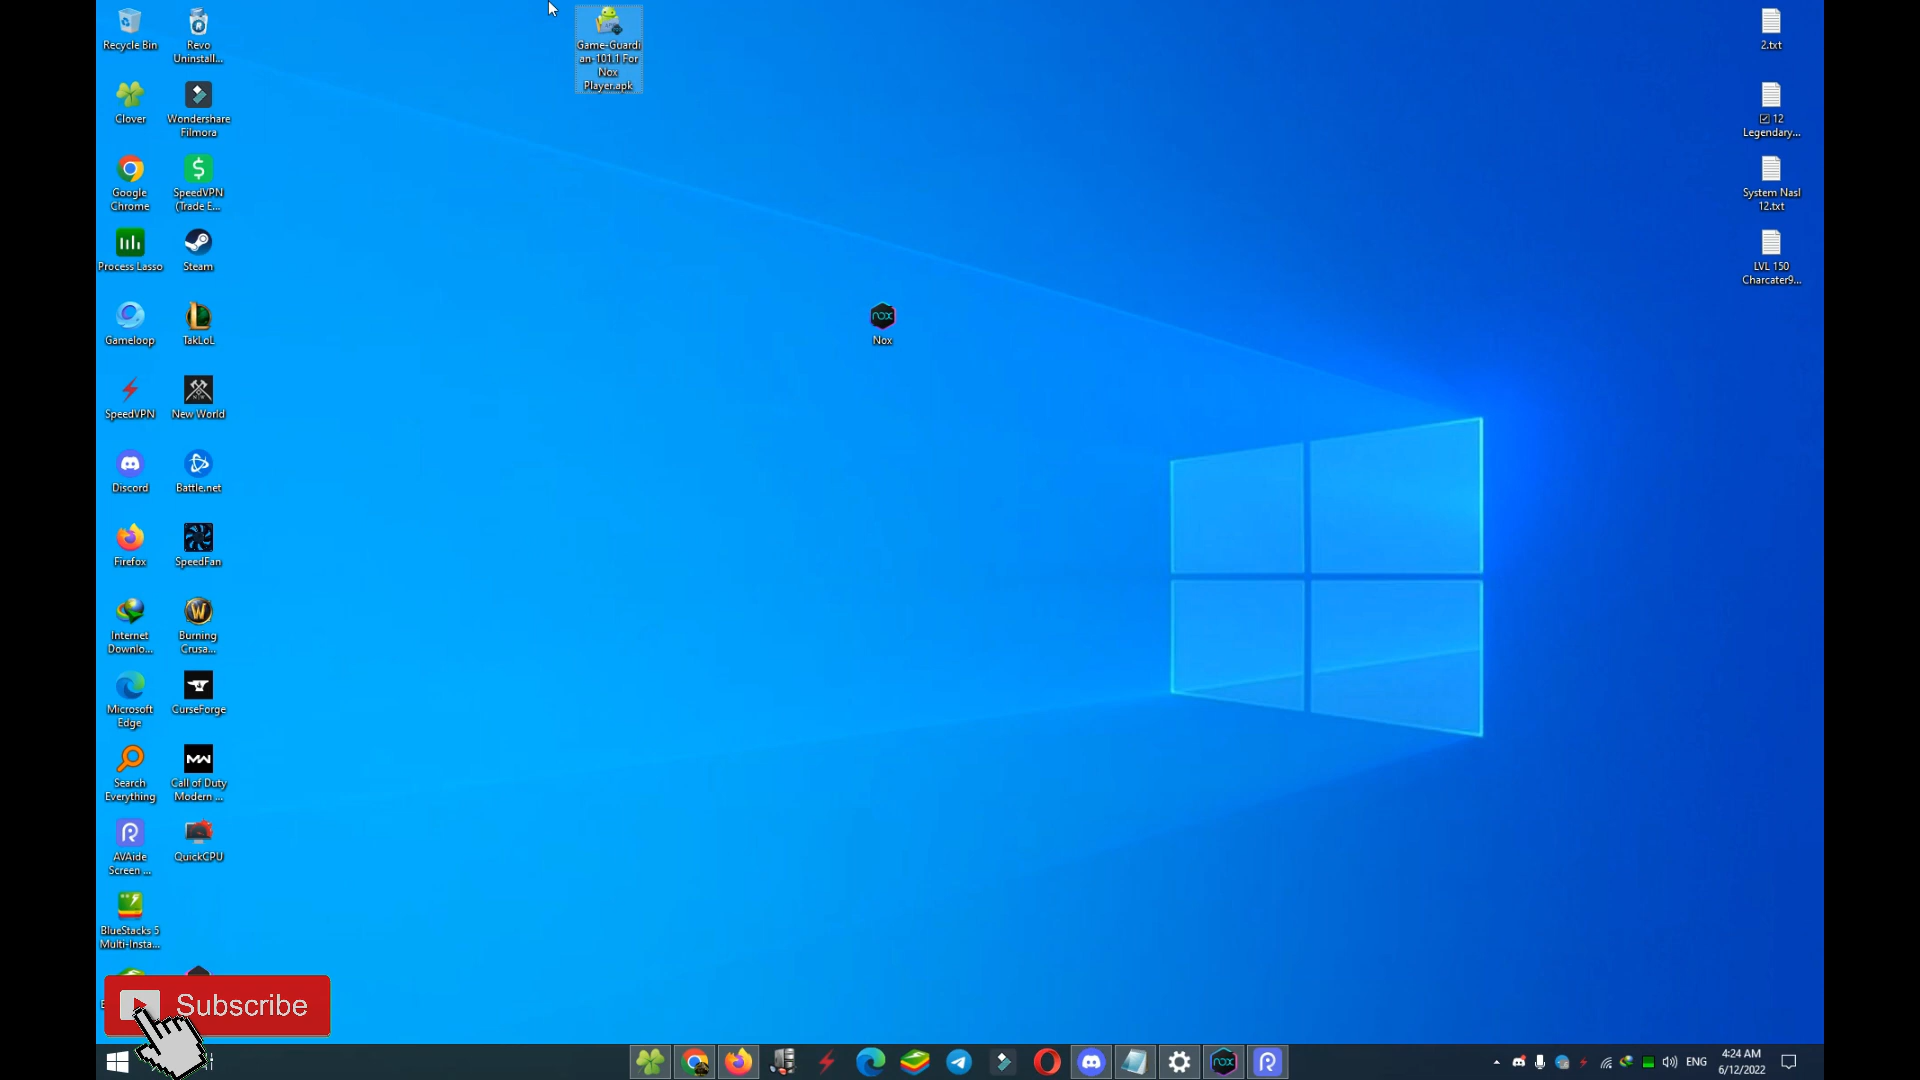 Recycle Bin
Revo
Uninstall...
Clover
Wondershare
Filmora
Google
Chrome
SpeedVPN
(Trade E...
Process Lasso
Steam
Gameloop
TakLoL
SpeedVPN
New World
Discord
Battle.net
Firefox
SpeedFan
Internet
Downlo...
Burning
Crusa...
Microsoft
Edge
CurseForge
Search
Everything
Call of Duty
Modern ...
AVAide
Screen ...
QuickCPU
BlueStacks 5
Multi-Insta...
Game-Guardi
an-101.1 For
Nox
Player.apk
nox
Nox
2.txt
12
Legendary...
System Nasl
12.txt
LVL 150
Charcater9...
Subscribe
nox
ENG
4:24 AM
6/12/2022